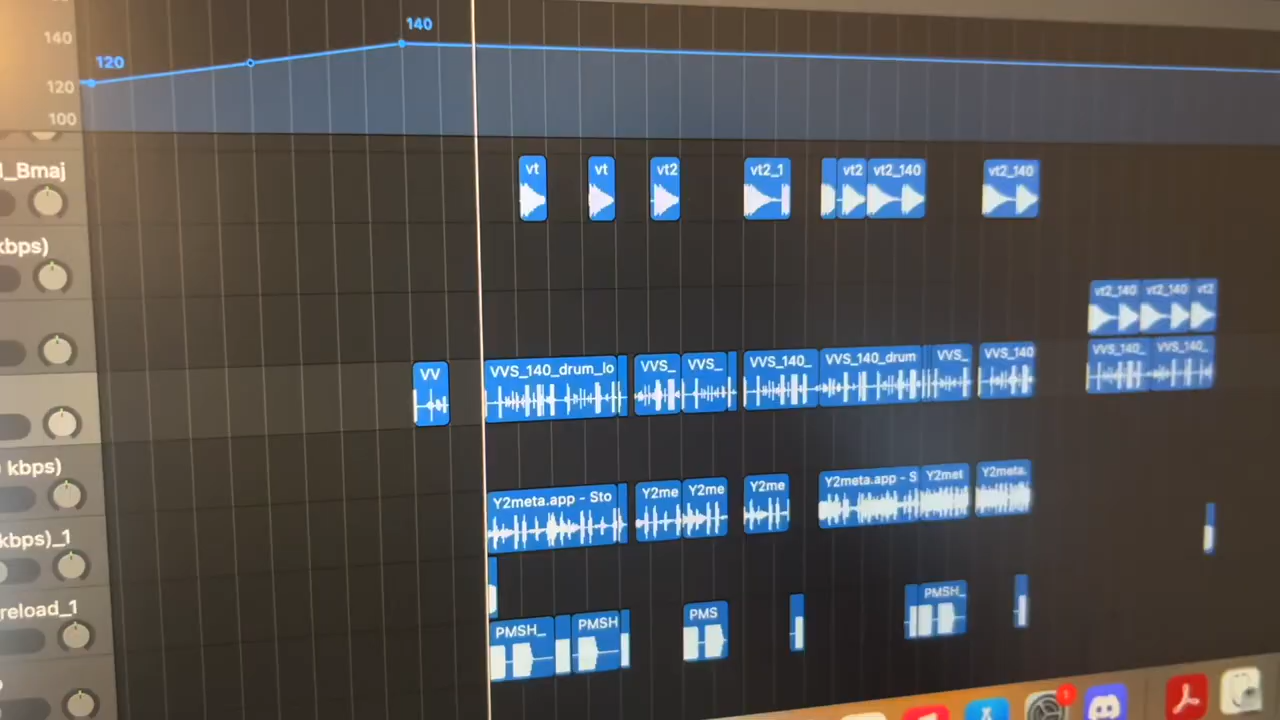 140
140
120
120
100
l_Bmaj
vt
vt
vt2
vt2_1
vt2
vt2_140
vt2_140
kbps)
vt2_140
vt2_140
vt2
VV
VVS_140_drum_lo
VVS_
VVS_
VVS_140_
VVS_140_drum
VVS_
VVS_140
VVS_140_
VVS_140_
kbps)
Y2meta.app - Sto
Y2me
Y2me
Y2me
Y2meta.app - S
Y2met
Y2meta.
kbps)_1
reload_1
PMSH_
PMSH
PMS
PMSH_
1